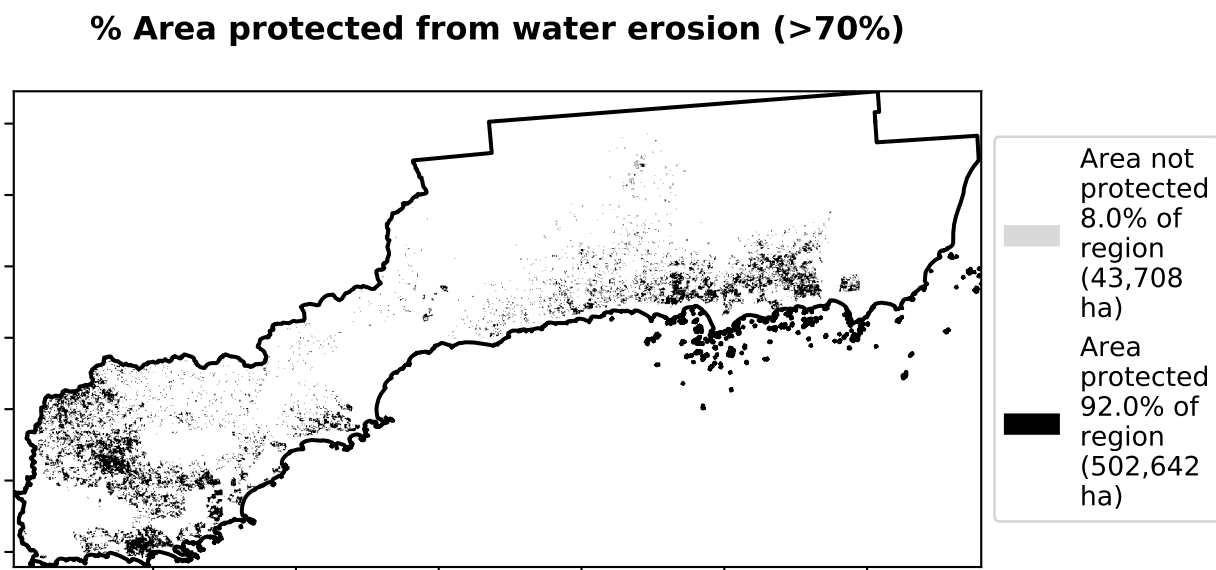 % Area protected from water erosion (>70%)
Area not
protected
8.0% of
region
(43,708
ha)
Area
protected
92.0% of
region
(502,642
ha)